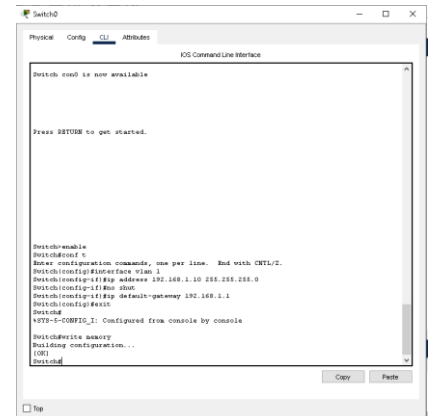 Switch0
Physical Config CLI Attributes
IOS Command Line Interface
Switch con0 is now available
Press RETURN to get started.
Switch>enable
Switch#conf t
Enter configuration commands, one per line. End with CNTL/Z.
Switch(config)#interface vlan 1
Switch(config-if)#ip address 192.168.1.10 255.255.255.0
Switch(config-if)#no shut
Switch(config-if)#ip default-gateway 192.168.1.1
Switch(config)#exit
Switch#
%SYS-5-CONFIG_I: Configured from console by console
Switch#write memory
Building configuration...
[OK]
Switch#
Copy Paste
Top